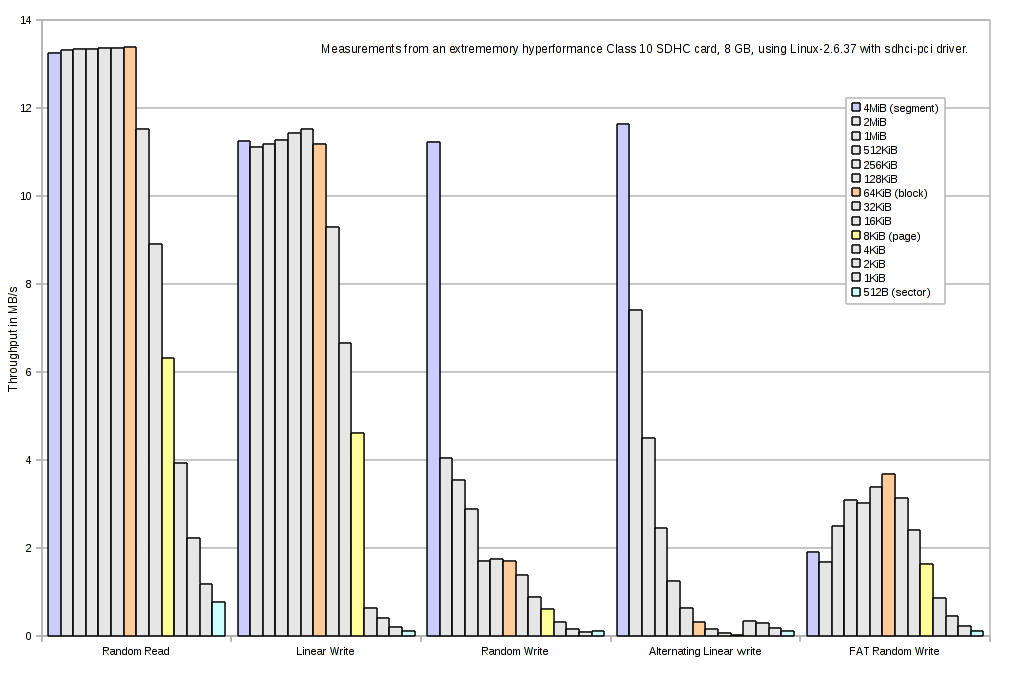 14
Measurements from an extrememory hyperformance Class 10 SDHC card, 8 GB, using Linux-2.6.37 with sdhci-pci driver.
12
10
8
6
4
2
0
Throughput in MB/s
4MiB (segment)
2MiB
1MiB
512KiB
256KiB
128KiB
64KiB (block)
32KiB
16KiB
8KiB (page)
4KiB
2KiB
1KiB
512B (sector)
Random Read
Linear Write
Random Write
Alternating Linear write
FAT Random Write